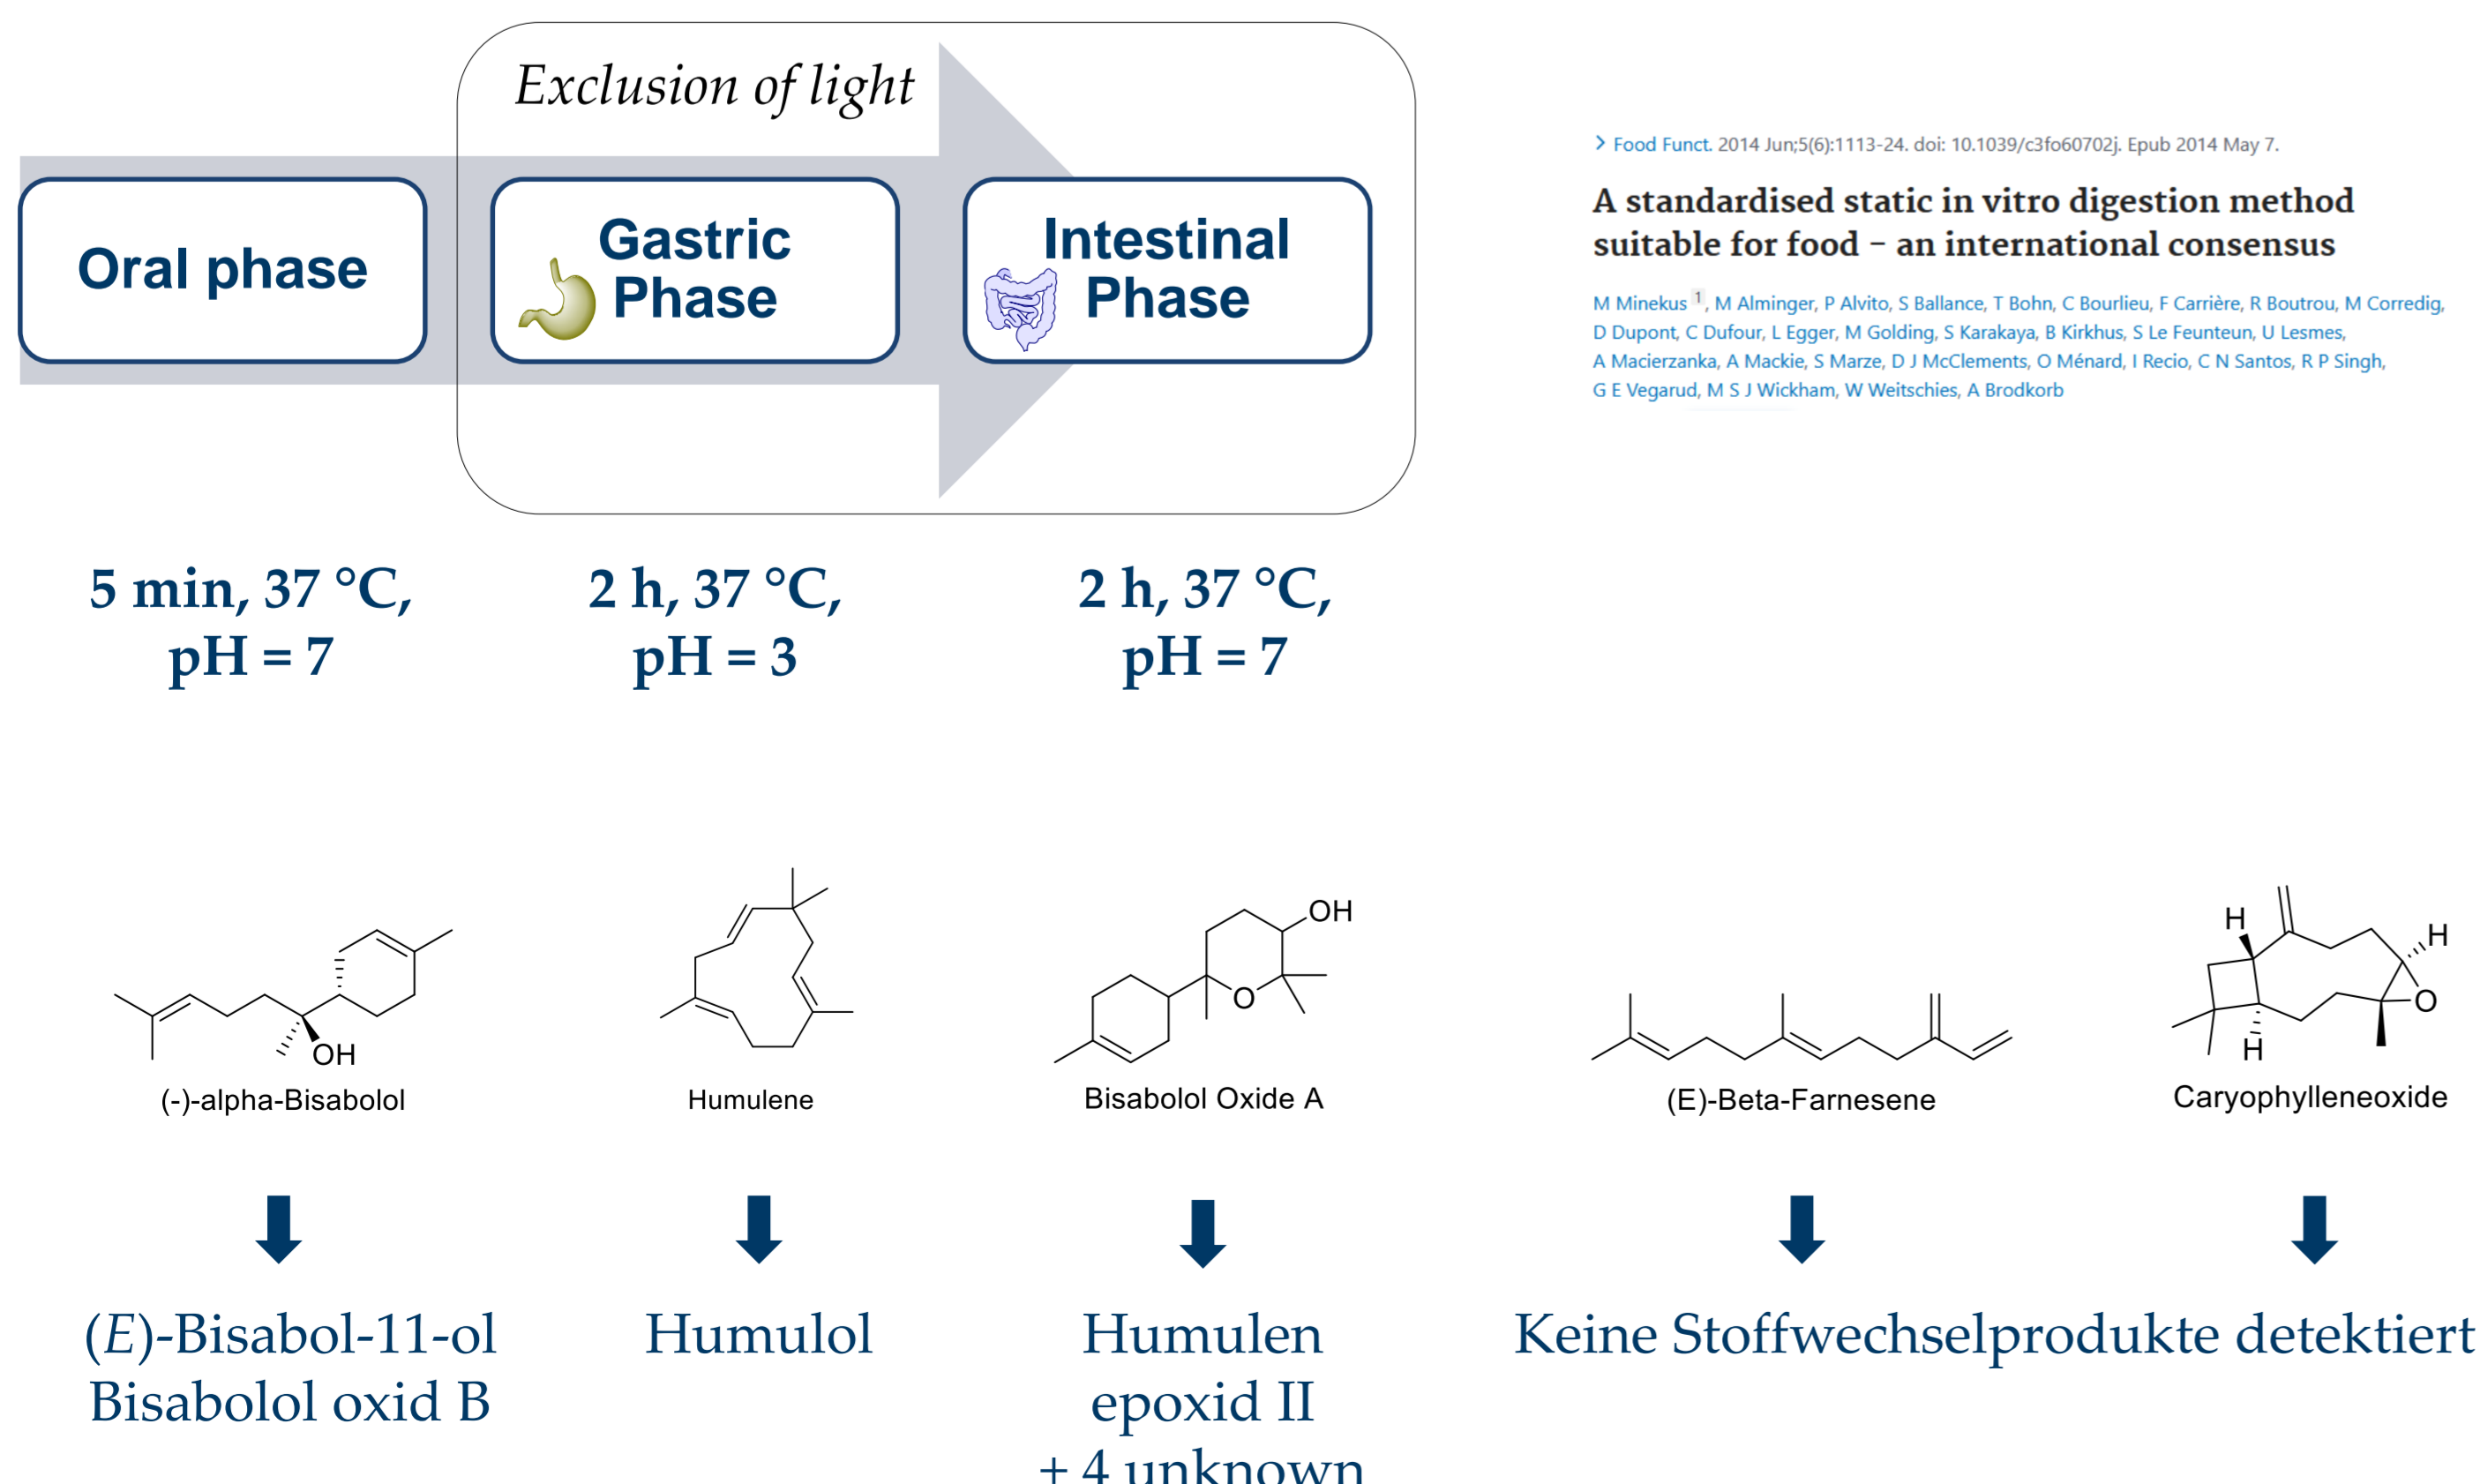 Exclusion of light
Oral phase
Gastric
Phase
Intestinal
Phase
> Food Funct. 2014 Jun;5(6):1113-24. doi: 10.1039/c3fo60702j. Epub 2014 May 7.
A standardised static in vitro digestion method
suitable for food – an international consensus
M Minekus 1, M Alminger, P Alvito, S Ballance, T Bohn, C Bourlieu, F Carrière, R Boutrou, M Corredig,
D Dupont, C Dufour, L Egger, M Golding, S Karakaya, B Kirkhus, S Le Feunteun, U Lesmes,
A Macierzanka, A Mackie, S Marze, D J McClements, O Ménard, I Recio, C N Santos, R P Singh,
G E Vegarud, M S J Wickham, W Weitschies, A Brodkorb
5 min, 37 °C,
pH = 7
2 h, 37 °C,
pH = 3
2 h, 37 °C,
pH = 7
OH
(-)-alpha-Bisabolol
Humulene
OH
O
Bisabolol Oxide A
(E)-Beta-Farnesene
H
H
O
H
Caryophylleneoxide
(E)-Bisabol-11-ol
Bisabolol oxid B
Humulol
Humulen
epoxid II
+ 4 unknown
Keine Stoffwechselprodukte detektiert